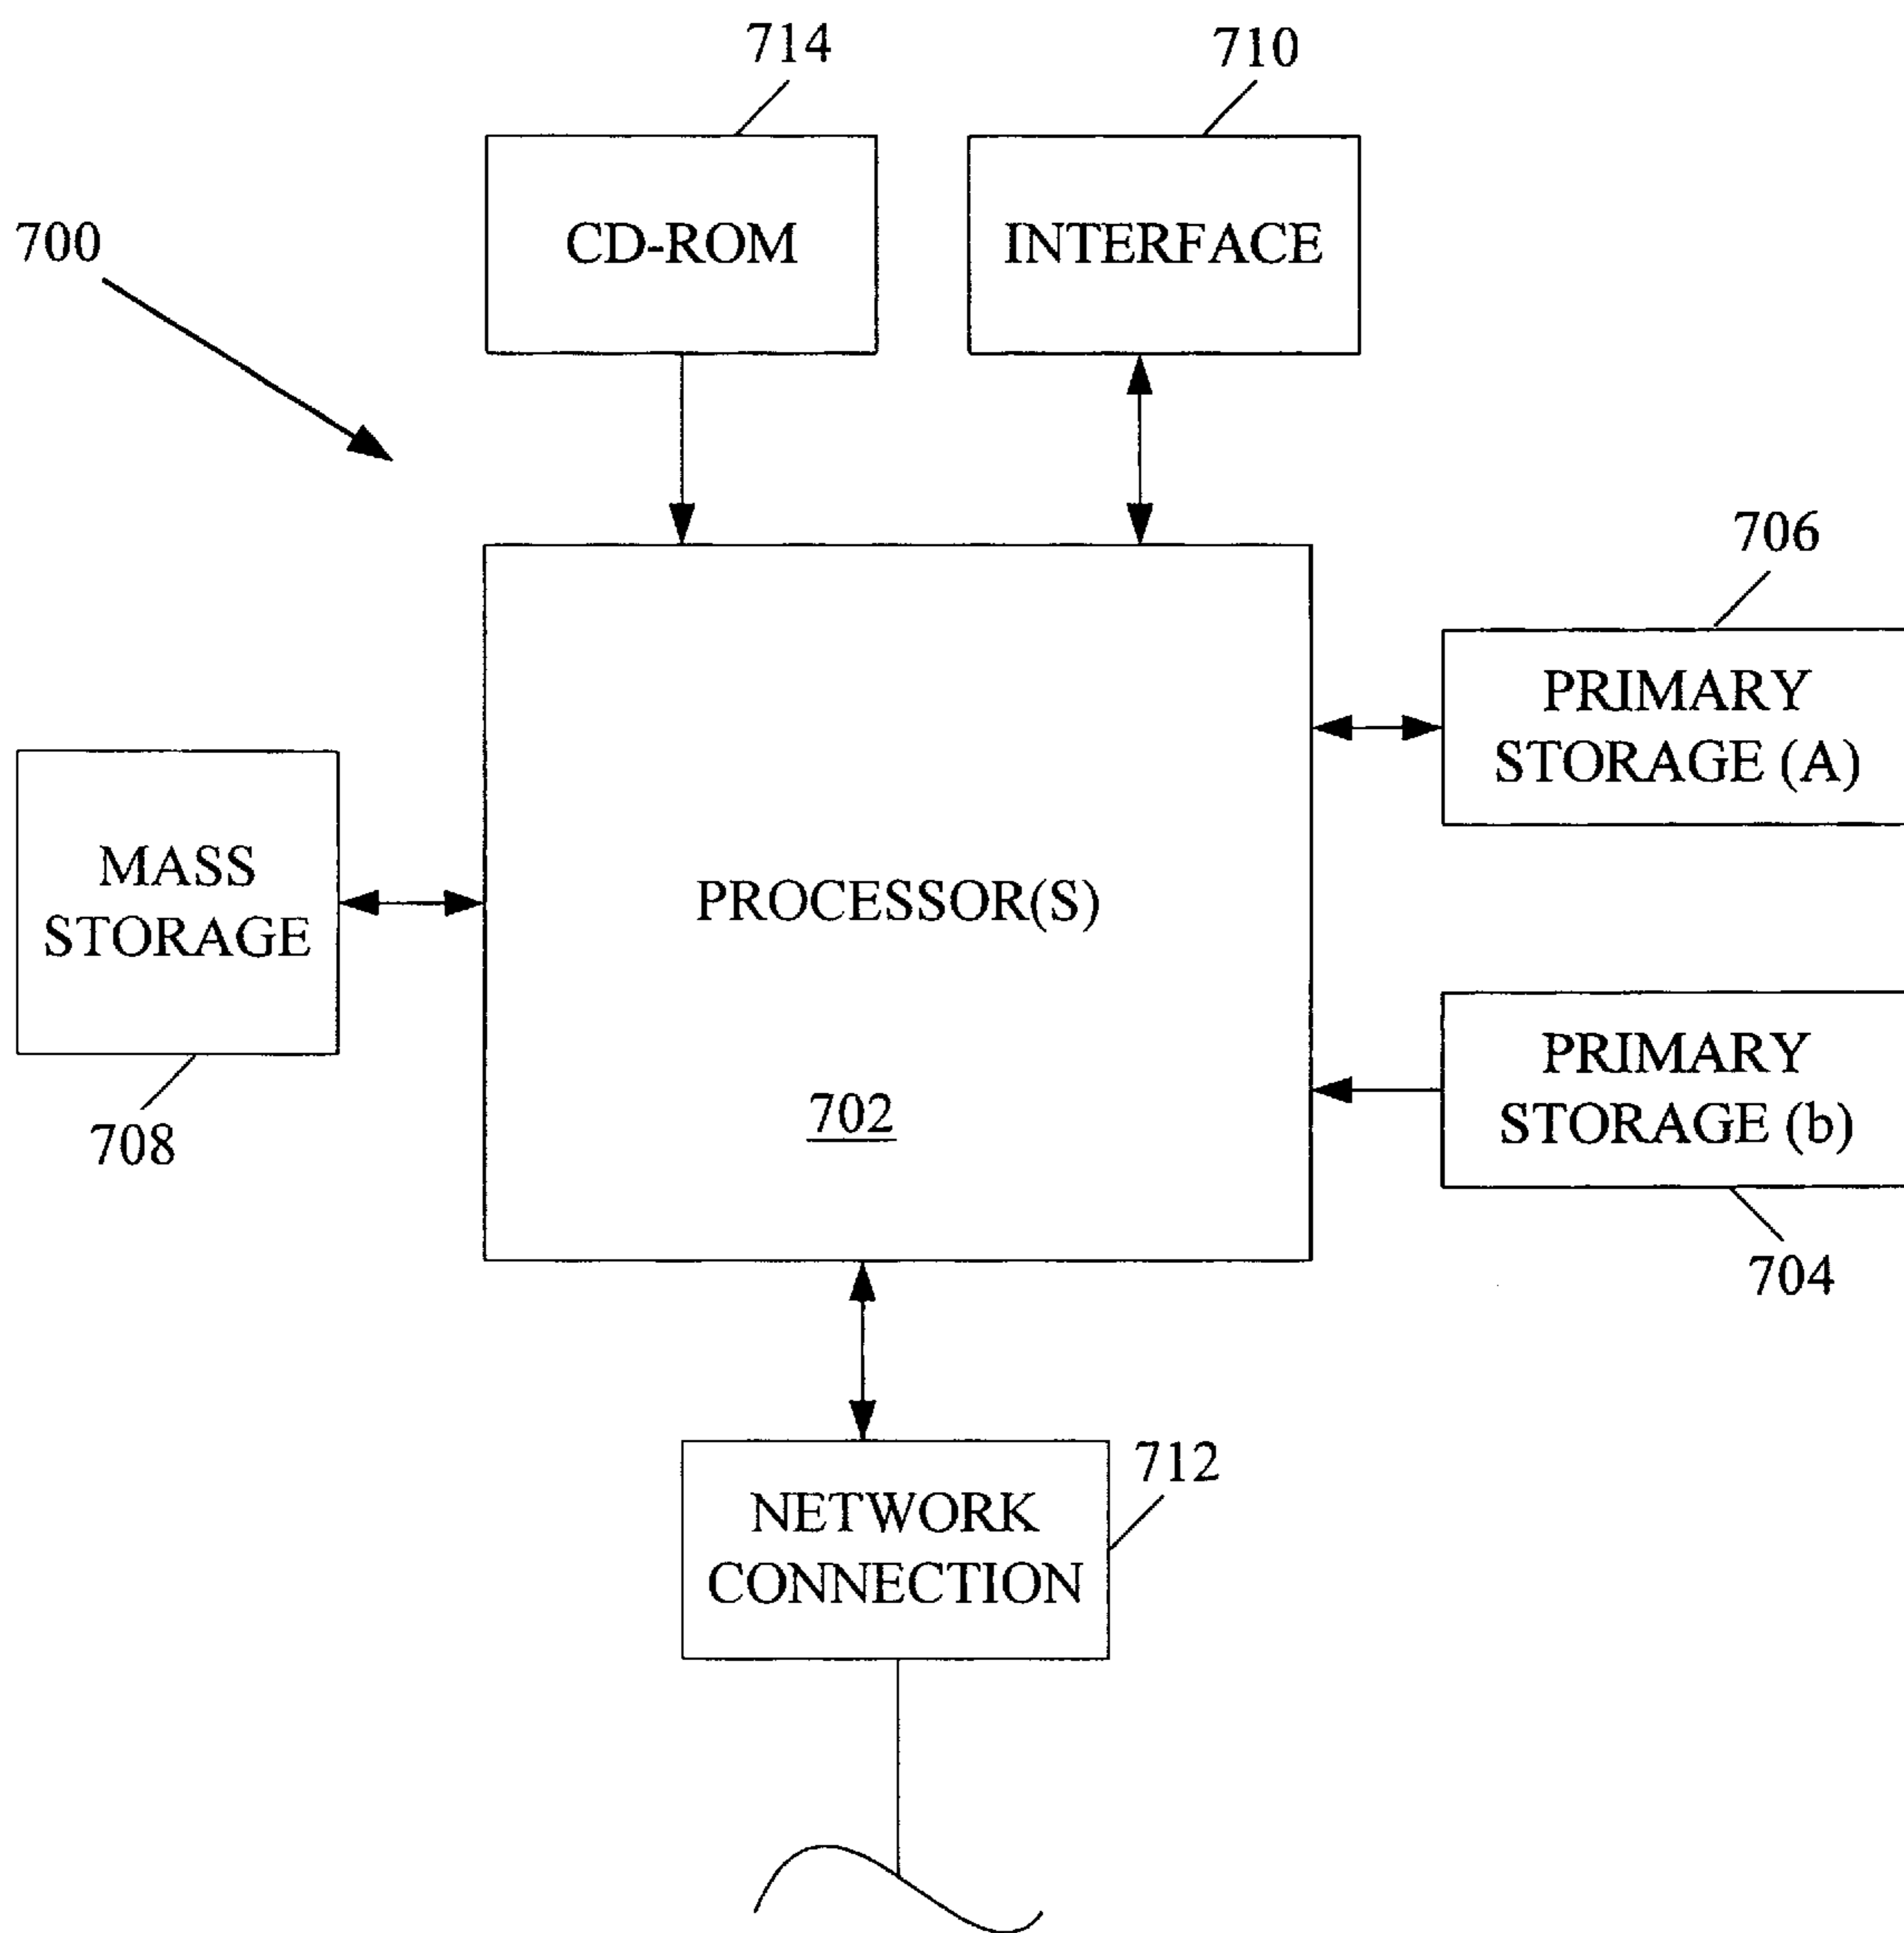 714
710
CD-ROM
INTERFACE
700
706
PRIMARY
STORAGE (A)
MASS
STORAGE
PROCESSOR(S)
PRIMARY
STORAGE (b)
702
708
704
712
NETWORK
CONNECTION